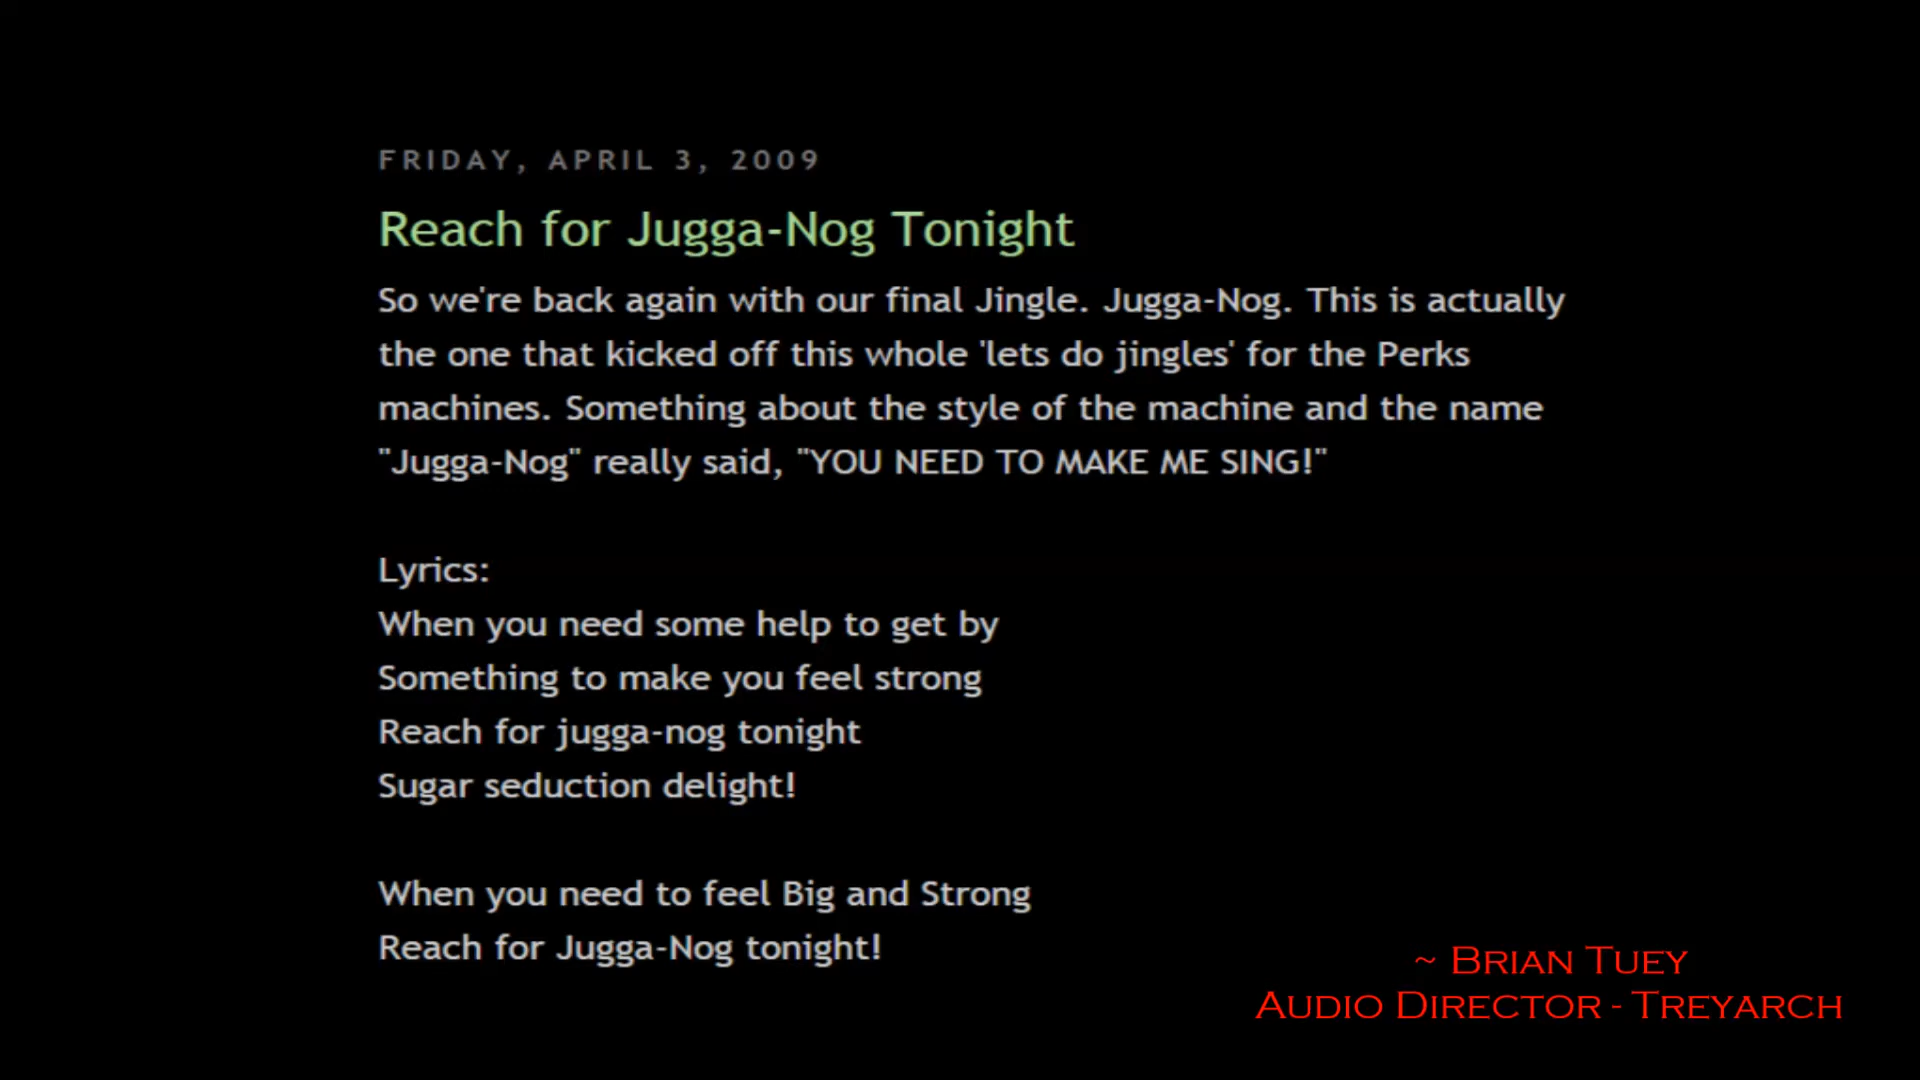 FRIDAY, APRIL 3, 2009
Reach for Jugga-Nog Tonight
So we're back again with our final Jingle. Jugga-Nog. This is actually
the one that kicked off this whole 'lets do jingles' for the Perks
machines. Something about the style of the machine and the name
"Jugga-Nog" really said, "YOU NEED TO MAKE ME SING!"
Lyrics:
When you need some help to get by
Something to make you feel strong
Reach for jugga-nog tonight
Sugar seduction delight!
When you need to feel Big and Strong
Reach for Jugga-Nog tonight!
~ BRIAN TUEY
AUDIO DIRECTOR - TREYARCH